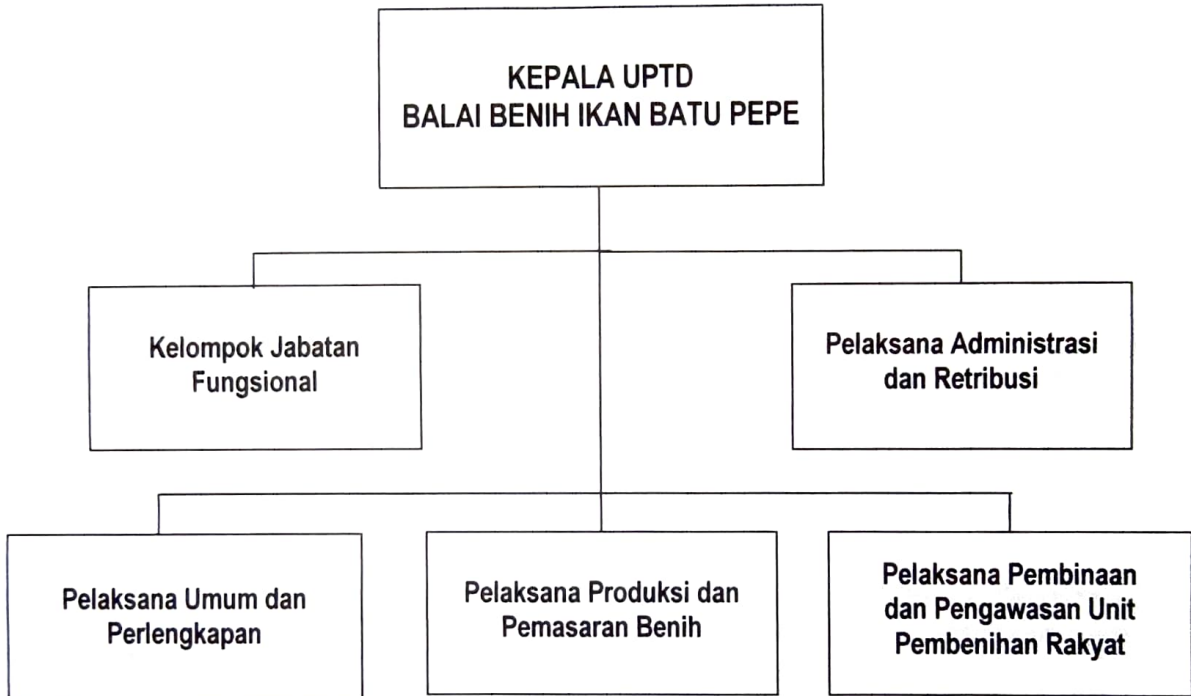 KEPALA UPTD
BALAI BENIH IKAN BATU PEPE
Kelompok Jabatan
Fungsional
Pelaksana Administrasi
dan Retribusi
Pelaksana Umum dan
Perlengkapan
Pelaksana Produksi dan
Pemasaran Benih
Pelaksana Pembinaan
dan Pengawasan Unit
Pembenihan Rakyat